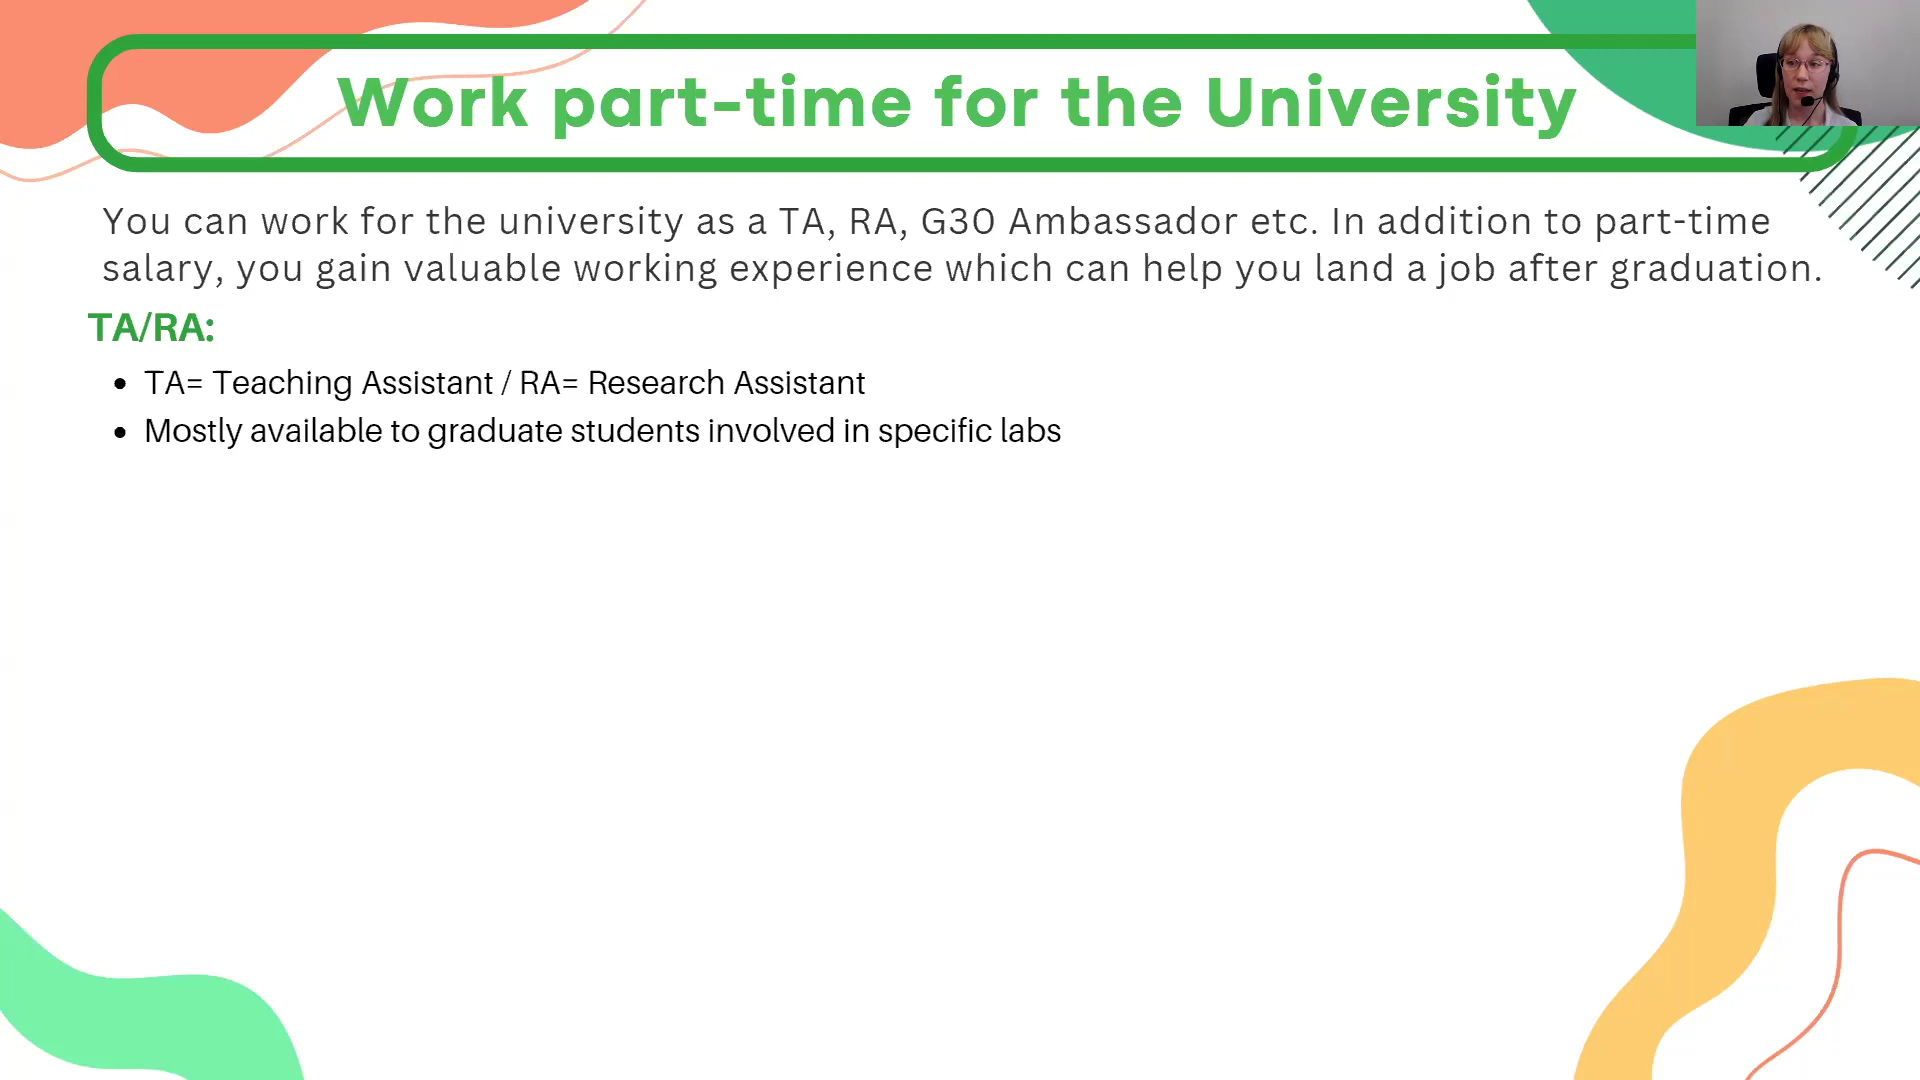 Work part-time for the University
You can work for the university as a TA, RA, G30 Ambassador etc. In addition to part-time
salary, you gain valuable working experience which can help you land a job after graduation.
TA/RA:
• TA= Teaching Assistant / RA= Research Assistant
• Mostly available to graduate students involved in specific labs